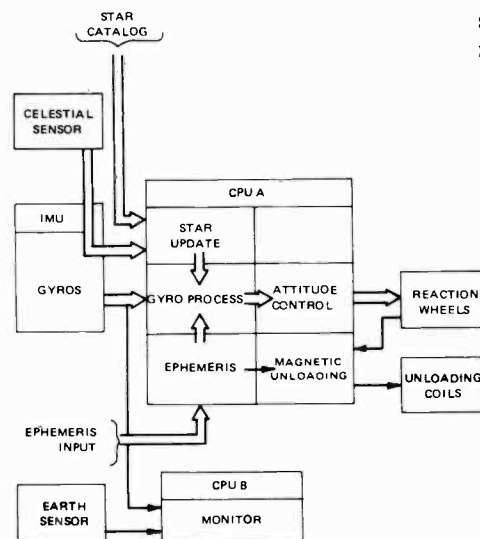 STAR
CATALOG
CELESTIAL
SENSOR
CPU A
IMU
STAR
UPDATE
GYROS
GYRO PROCESS
ATTITUDE
CONTROL
REACTION
WHEELS
EPHEMERIS
MAGNETIC
UNLOADING
UNLOADING
COILS
EPHEMERIS
INPUT
CPU B
EARTH
SENSOR
MONITOR